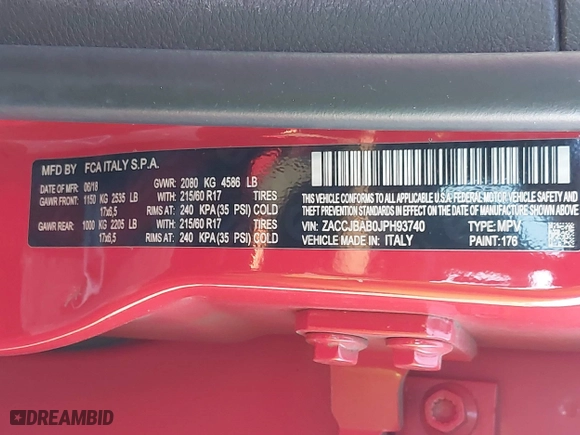 MFD BY FCA ITALY S.P.A.
DATE OF MFR 06/18 GVWR: 2080 KG 4586 LB
GAWR FRONT: 1150 KG 2535 LB WITH: 215/60 R17 TIRES
17x6,5 RIMS AT: 240 KPA (35 PSI) COLD
GAWR REAR: 1000 KG 2205 LB WITH: 215/60 R17 TIRES
17x6,5 RIMS AT: 240 KPA (35 PSI) COLD
THIS VEHICLE CONFORMS TO ALL APPLICABLE U.S.A. FEDERAL MOTOR VEHICLE SAFETY
AND THEFT PREVENTION STANDARDS IN EFFECT ON THE DATE OF MANUFACTURE SHOWN ABOVE
VIN: ZACCJBAB0JPH93740 TYPE: MPV
VEHICLE MADE IN: ITALY PAINT: 176
DREAMBID